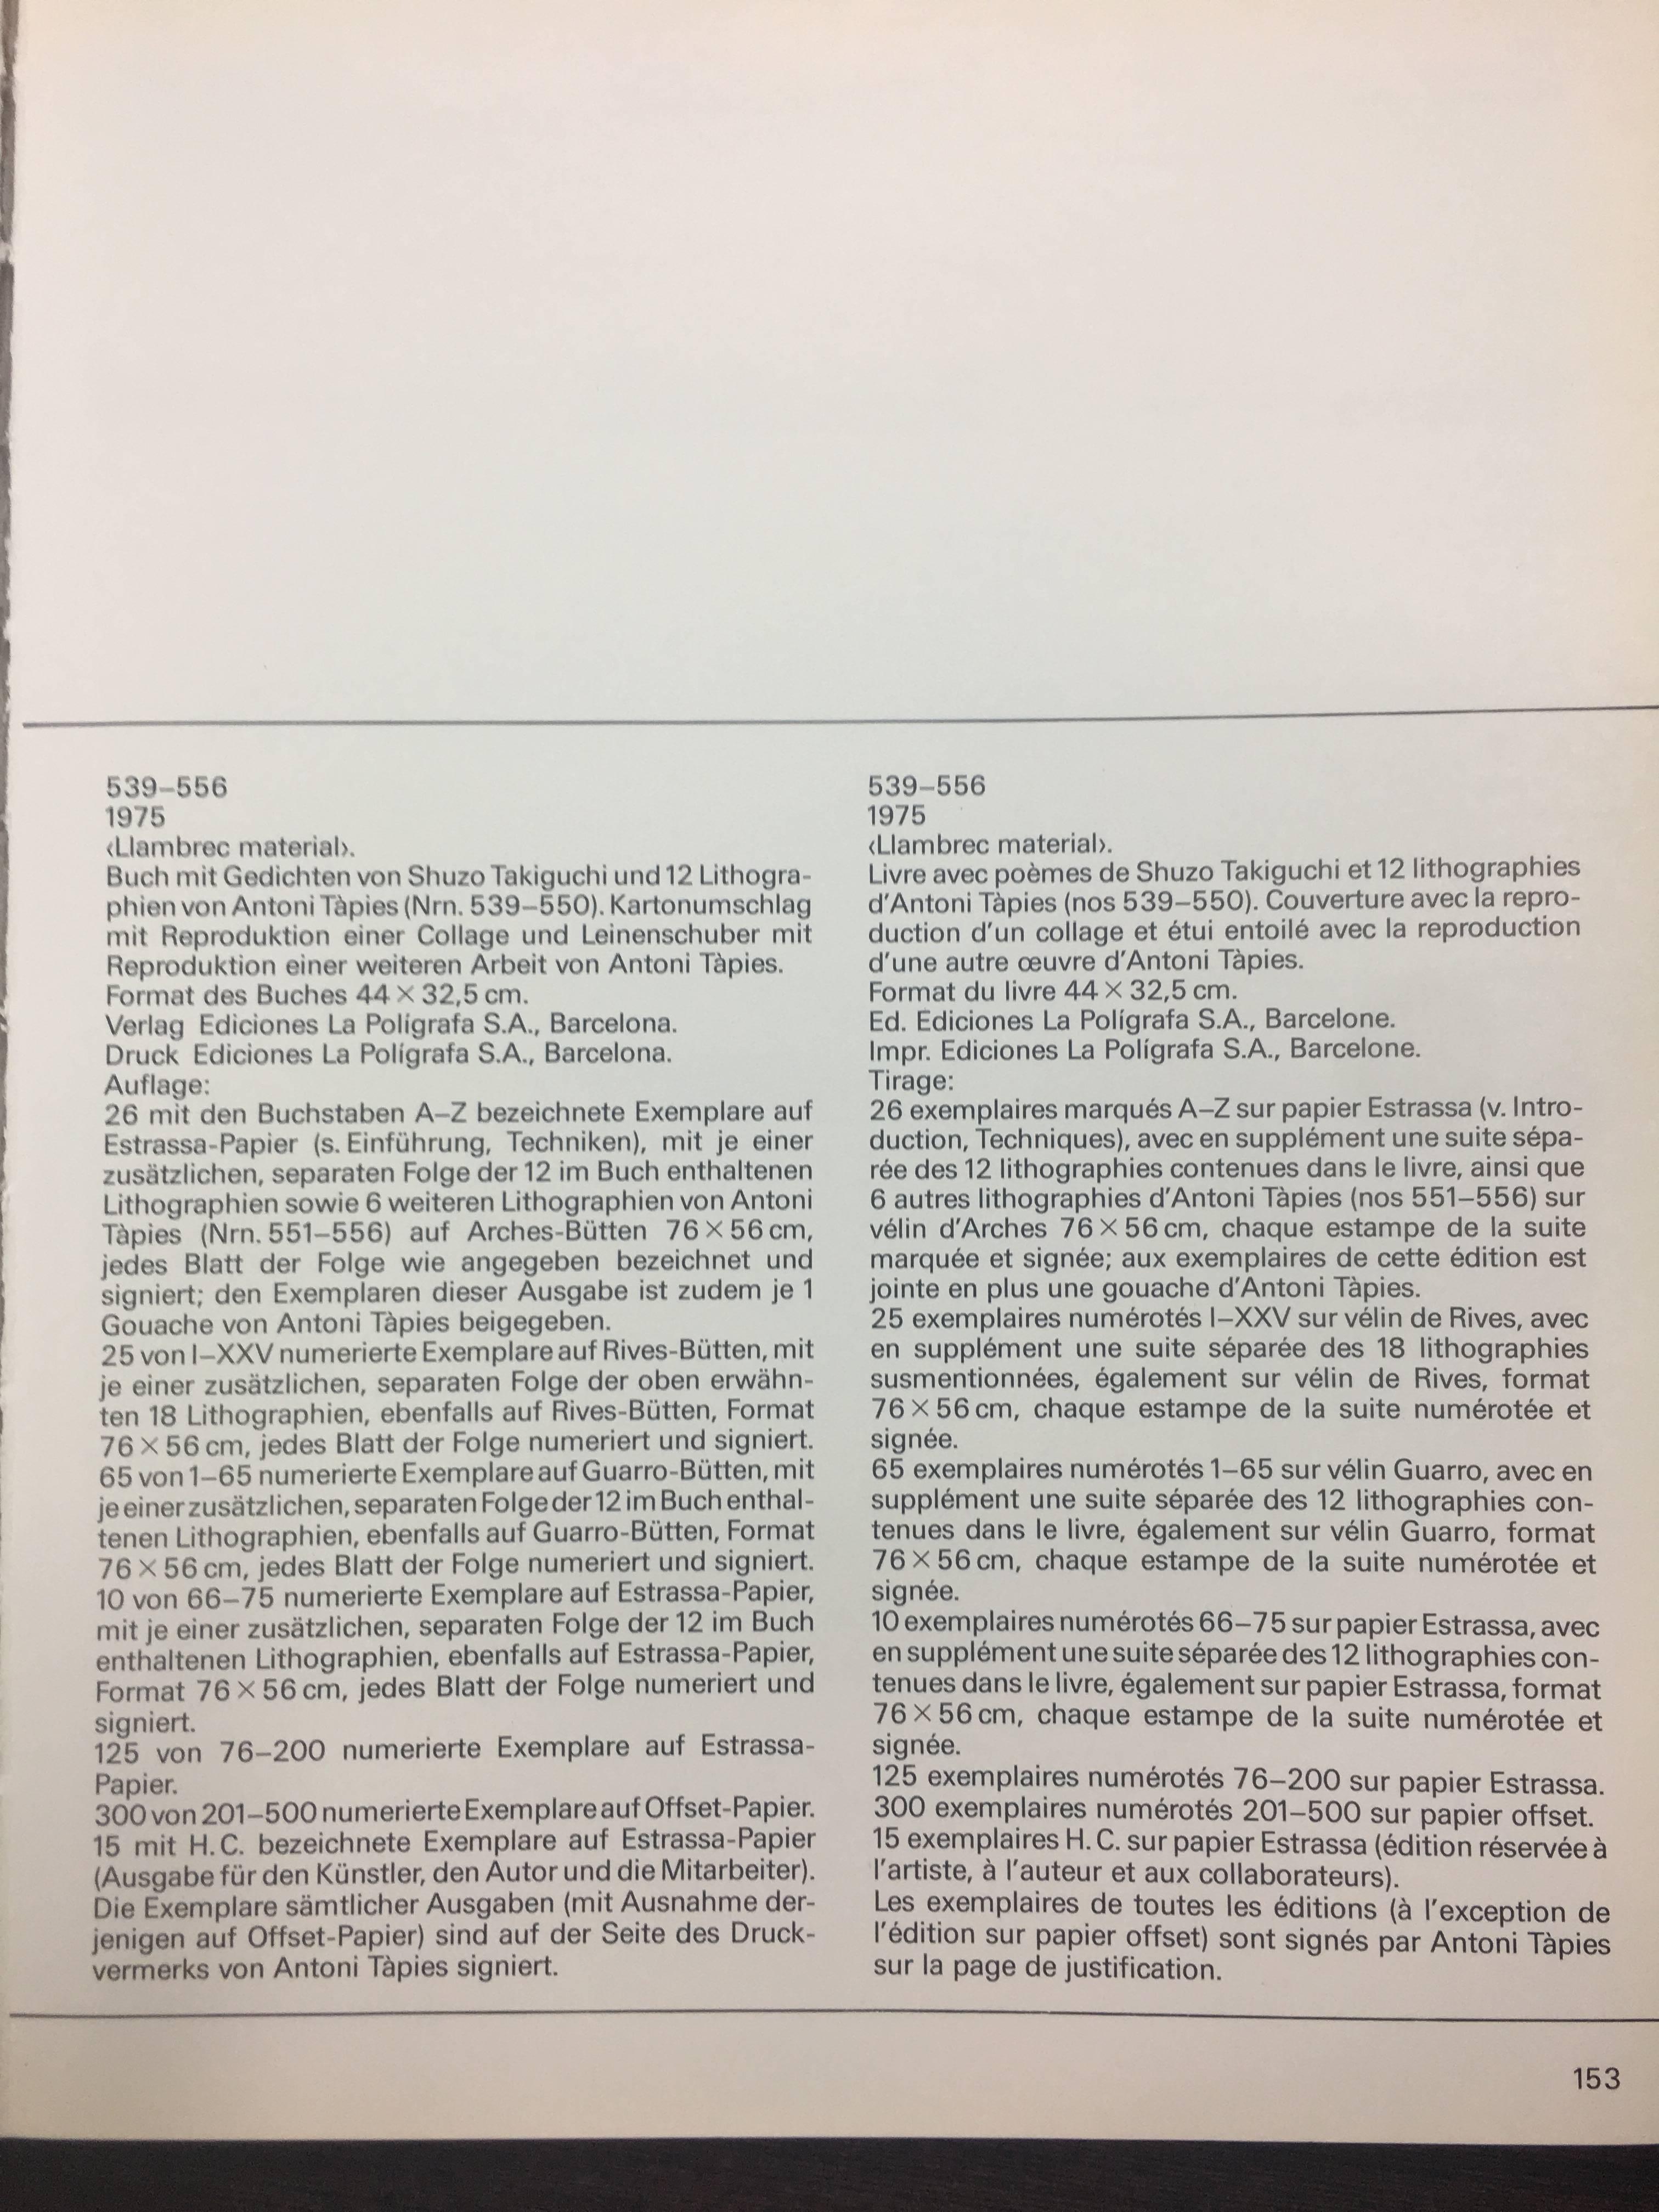 539–556
1975
‹Llambrec material›.
Buch mit Gedichten von Shuzo Takiguchi und 12 Lithogra-
phien von Antoni Tàpies (Nrn. 539–550). Kartonumschlag
mit Reproduktion einer Collage und Leinenschuber mit
Reproduktion einer weiteren Arbeit von Antoni Tàpies.
Format des Buches 44 × 32,5 cm.
Verlag Ediciones La Polígrafa S.A., Barcelona.
Druck Ediciones La Polígrafa S.A., Barcelona.
Auflage:
26 mit den Buchstaben A–Z bezeichnete Exemplare auf
Estrassa-Papier (s. Einführung, Techniken), mit je einer
zusätzlichen, separaten Folge der 12 im Buch enthaltenen
Lithographien sowie 6 weiteren Lithographien von Antoni
Tàpies (Nrn. 551–556) auf Arches-Bütten 76 × 56 cm,
jedes Blatt der Folge wie angegeben bezeichnet und
signiert; den Exemplaren dieser Ausgabe ist zudem je 1
Gouache von Antoni Tàpies beigegeben.
25 von I–XXV numerierte Exemplare auf Rives-Bütten, mit
je einer zusätzlichen, separaten Folge der oben erwähn-
ten 18 Lithographien, ebenfalls auf Rives-Bütten, Format
76 × 56 cm, jedes Blatt der Folge numeriert und signiert.
65 von 1–65 numerierte Exemplare auf Guarro-Bütten, mit
je einer zusätzlichen, separaten Folge der 12 im Buch enthal-
tenen Lithographien, ebenfalls auf Guarro-Bütten, Format
76 × 56 cm, jedes Blatt der Folge numeriert und signiert.
10 von 66–75 numerierte Exemplare auf Estrassa-Papier,
mit je einer zusätzlichen, separaten Folge der 12 im Buch
enthaltenen Lithographien, ebenfalls auf Estrassa-Papier,
Format 76 × 56 cm, jedes Blatt der Folge numeriert und
signiert.
125 von 76–200 numerierte Exemplare auf Estrassa-
Papier.
300 von 201–500 numerierte Exemplare auf Offset-Papier.
15 mit H. C. bezeichnete Exemplare auf Estrassa-Papier
(Ausgabe für den Künstler, den Autor und die Mitarbeiter).
Die Exemplare sämtlicher Ausgaben (mit Ausnahme der-
jenigen auf Offset-Papier) sind auf der Seite des Druck-
vermerks von Antoni Tàpies signiert.
539–556
1975
‹Llambrec material›.
Livre avec poèmes de Shuzo Takiguchi et 12 lithographies
d'Antoni Tàpies (nos 539–550). Couverture avec la repro-
duction d'un collage et étui entoilé avec la reproduction
d'une autre œuvre d'Antoni Tàpies.
Format du livre 44 × 32,5 cm.
Ed. Ediciones La Polígrafa S.A., Barcelone.
Impr. Ediciones La Polígrafa S.A., Barcelone.
Tirage:
26 exemplaires marqués A–Z sur papier Estrassa (v. Intro-
duction, Techniques), avec en supplément une suite sépa-
rée des 12 lithographies contenues dans le livre, ainsi que
6 autres lithographies d'Antoni Tàpies (nos 551–556) sur
vélin d'Arches 76 × 56 cm, chaque estampe de la suite
marquée et signée; aux exemplaires de cette édition est
jointe en plus une gouache d'Antoni Tàpies.
25 exemplaires numérotés I–XXV sur vélin de Rives, avec
en supplément une suite séparée des 18 lithographies
susmentionnées, également sur vélin de Rives, format
76 × 56 cm, chaque estampe de la suite numérotée et
signée.
65 exemplaires numérotés 1–65 sur vélin Guarro, avec en
supplément une suite séparée des 12 lithographies con-
tenues dans le livre, également sur vélin Guarro, format
76 × 56 cm, chaque estampe de la suite numérotée et
signée.
10 exemplaires numérotés 66–75 sur papier Estrassa, avec
en supplément une suite séparée des 12 lithographies con-
tenues dans le livre, également sur papier Estrassa, format
76 × 56 cm, chaque estampe de la suite numérotée et
signée.
125 exemplaires numérotés 76–200 sur papier Estrassa.
300 exemplaires numérotés 201–500 sur papier offset.
15 exemplaires H. C. sur papier Estrassa (édition réservée à
l'artiste, à l'auteur et aux collaborateurs).
Les exemplaires de toutes les éditions (à l'exception de
l'édition sur papier offset) sont signés par Antoni Tàpies
sur la page de justification.
153